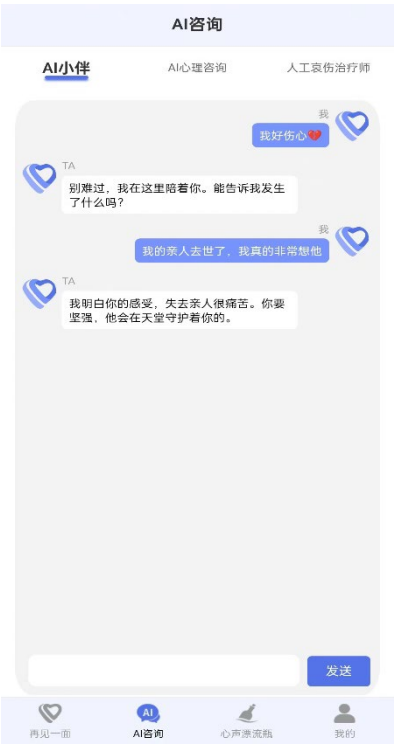 AI咨询
AI小伴 AI心理咨询 人工哀伤治疗师
我
我好伤心💔
TA
别难过，我在这里陪着你。能告诉我发生
了什么吗？
我
我的亲人去世了，我真的非常想他
TA
我明白你的感受，失去亲人很痛苦。你要
坚强，他会在天堂守护着你的。
发送
AI
再见一面 AI咨询 心声漂流瓶 我的